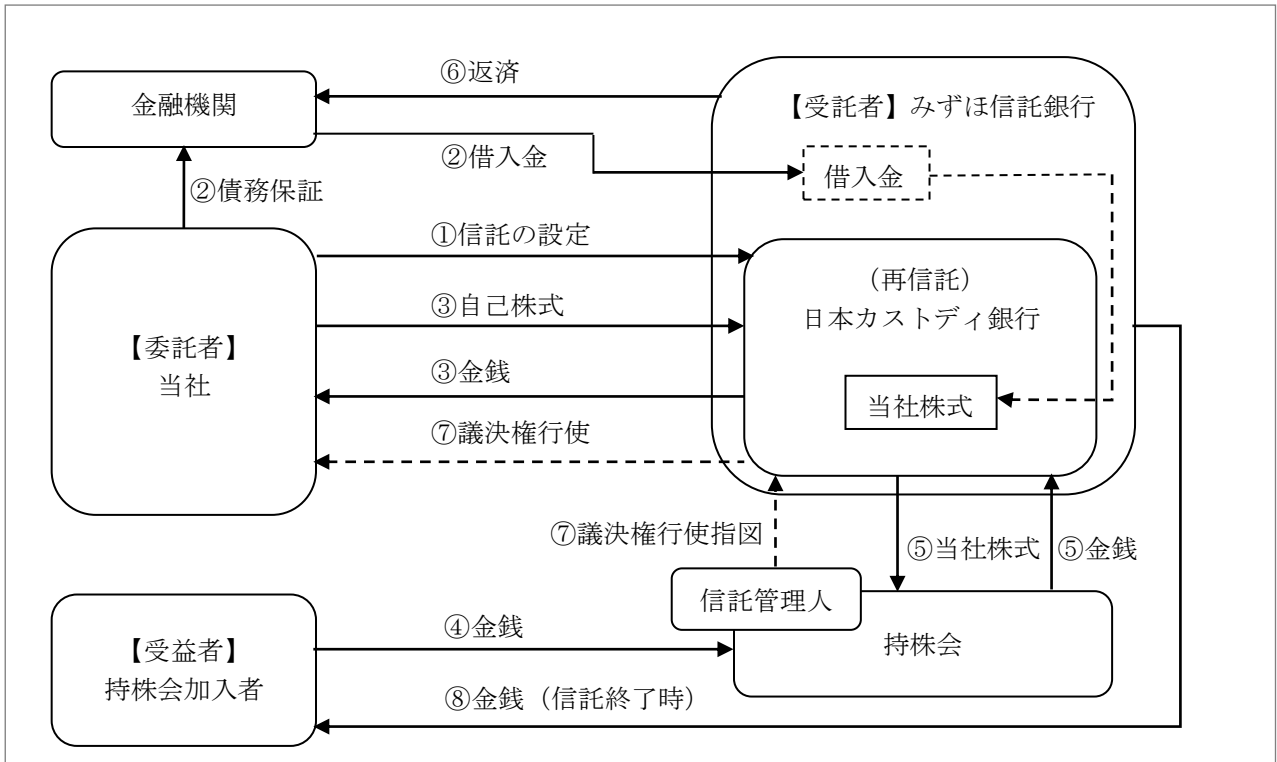 ⑥返済
金融機関
【受託者】みずほ信託銀行
②借入金
借入金
②債務保証
①信託の設定
（再信託）
日本カストディ銀行
③自己株式
【委託者】
当社
③金銭
当社株式
⑦議決権行使
⑦議決権行使指図
⑤当社株式
⑤金銭
信託管理人
【受益者】
持株会加入者
④金銭
持株会
⑧金銭（信託終了時）